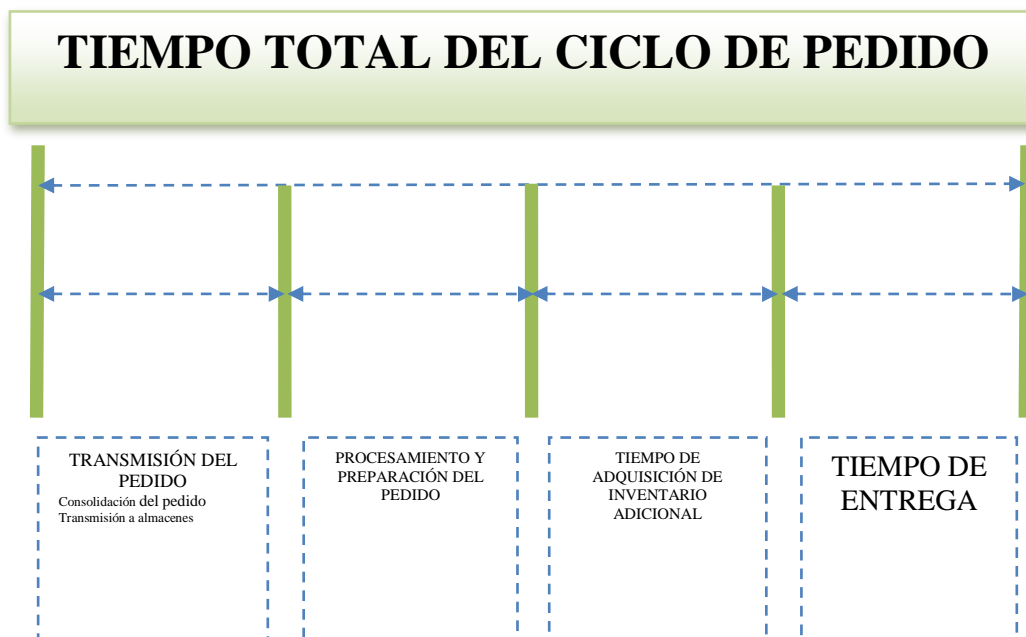 TIEMPO TOTAL DEL CICLO DE PEDIDO
TRANSMISIÓN DEL
PEDIDO
Consolidación del pedido
Transmisión a almacenes
PROCESAMIENTO Y
PREPARACIÓN DEL
PEDIDO
TIEMPO DE
ADQUISICIÓN DE
INVENTARIO
ADICIONAL
TIEMPO DE
ENTREGA